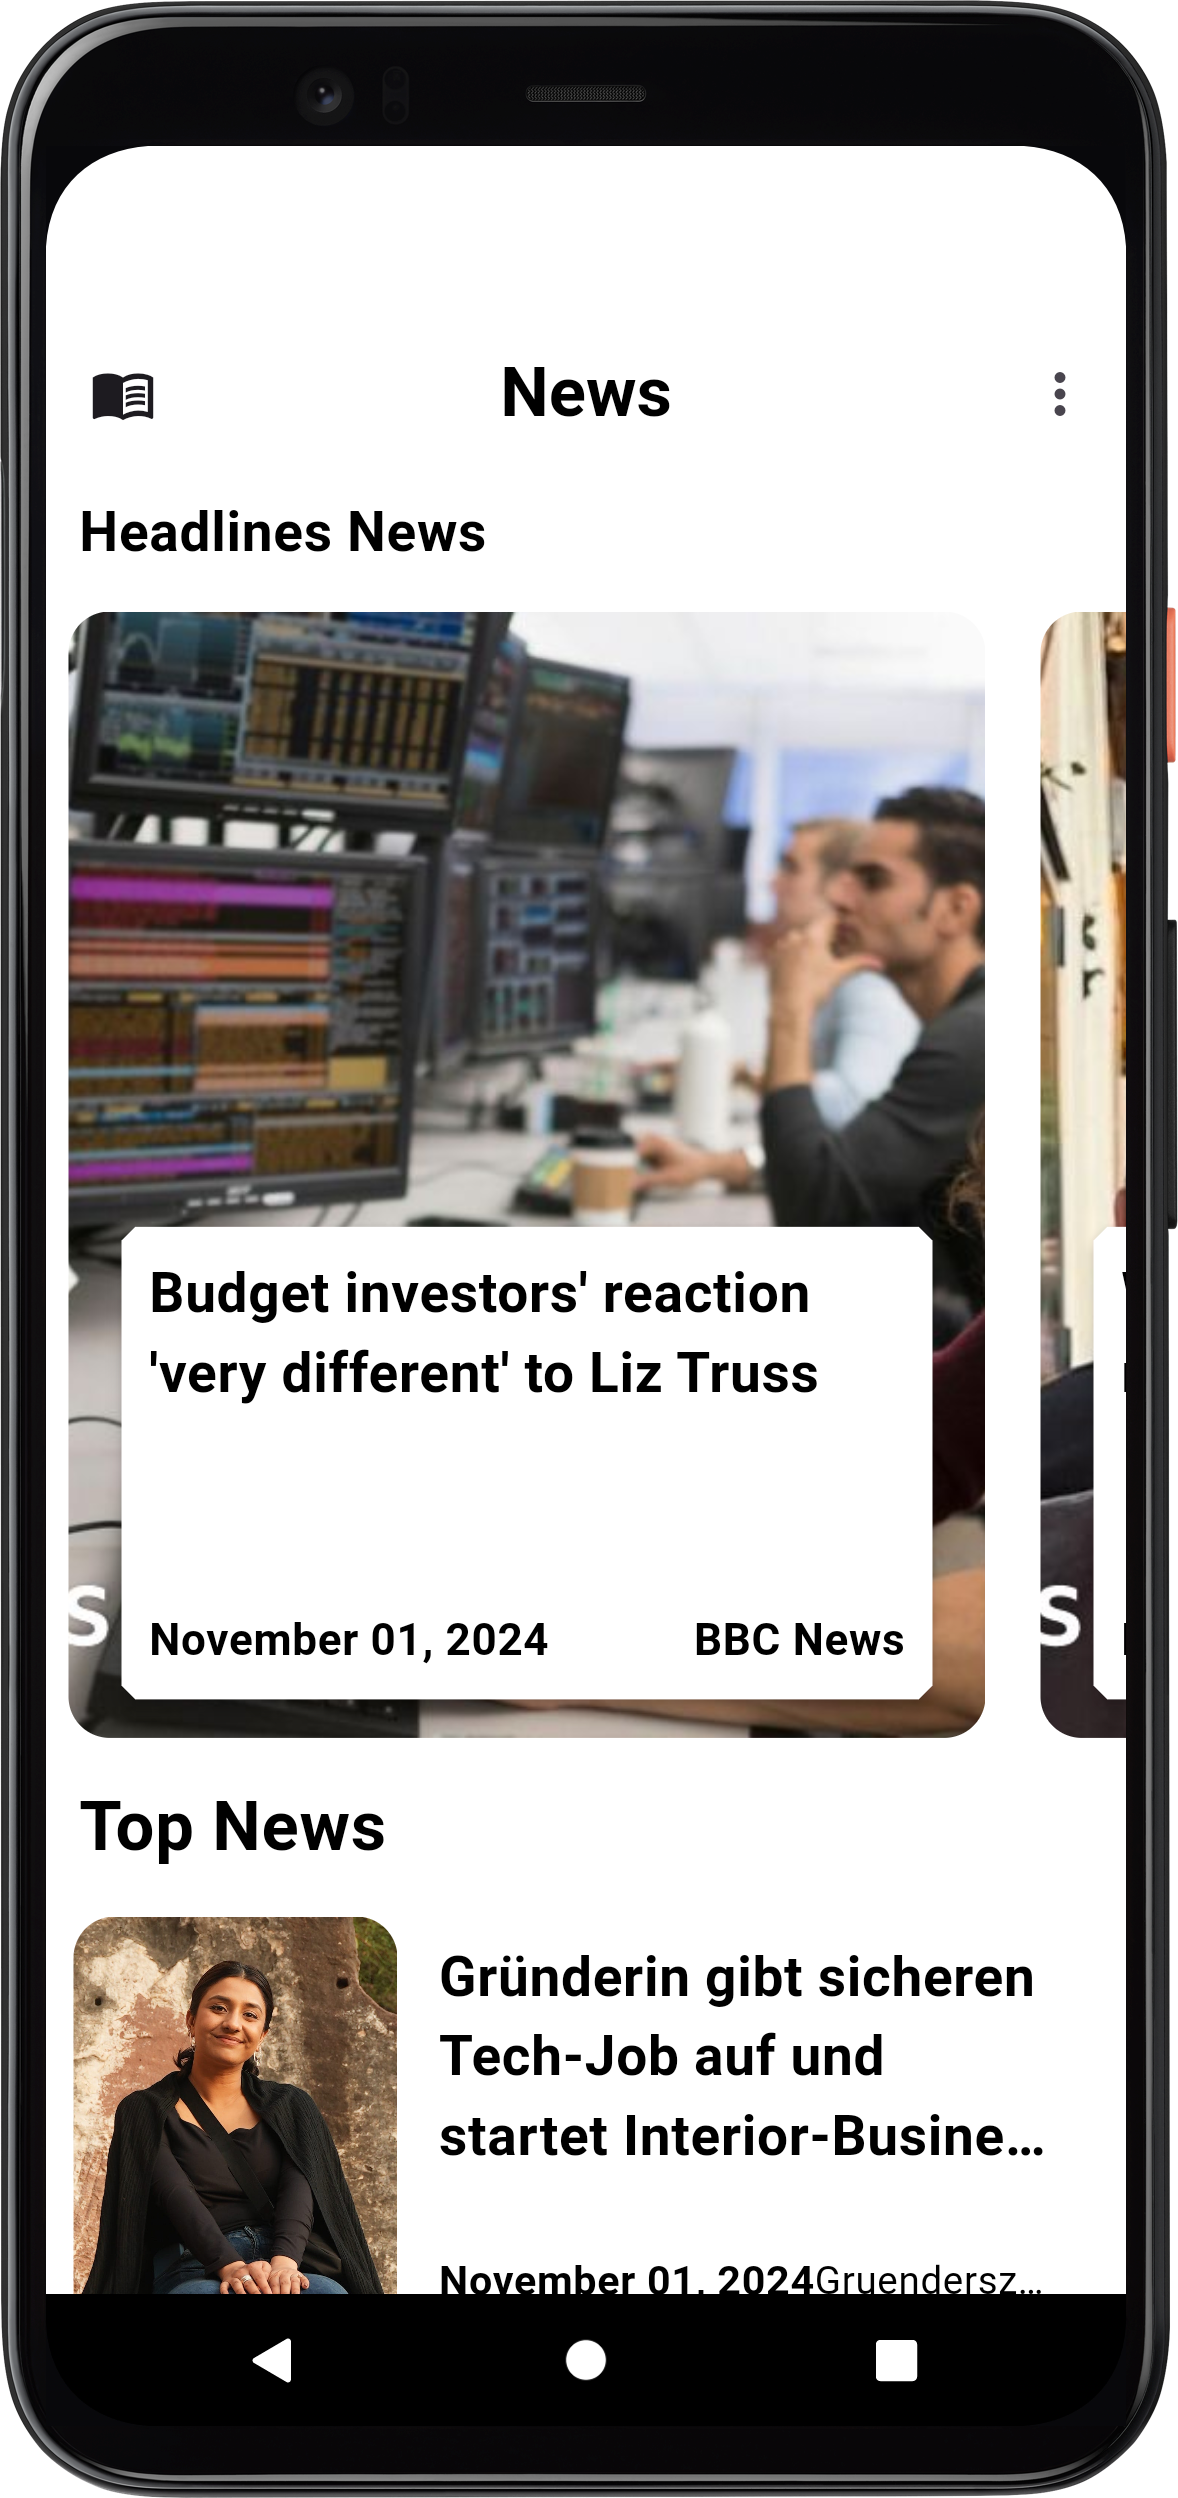 News
Headlines News
Budget investors' reaction
'very different' to Liz Truss
S
November 01, 2024 BBC News
S
Top News
Gründerin gibt sicheren
Tech-Job auf und
startet Interior-Busine…
November 01, 2024Gruendersz…